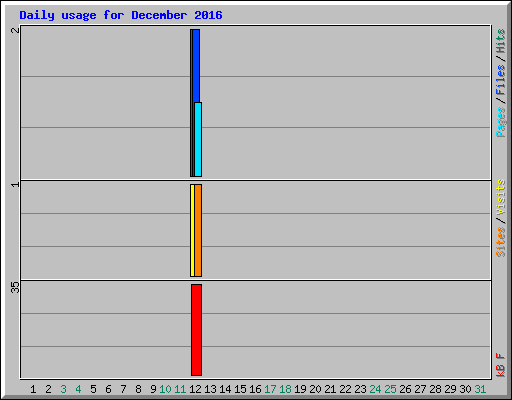 Daily usage for December 2016
2
1
35
Pages / Files / Hits
Sites / Visits
kB F
1 2 3 4 5 6 7 8 9 10 11 12 13 14 15 16 17 18 19 20 21 22 23 24 25 26 27 28 29 30 31